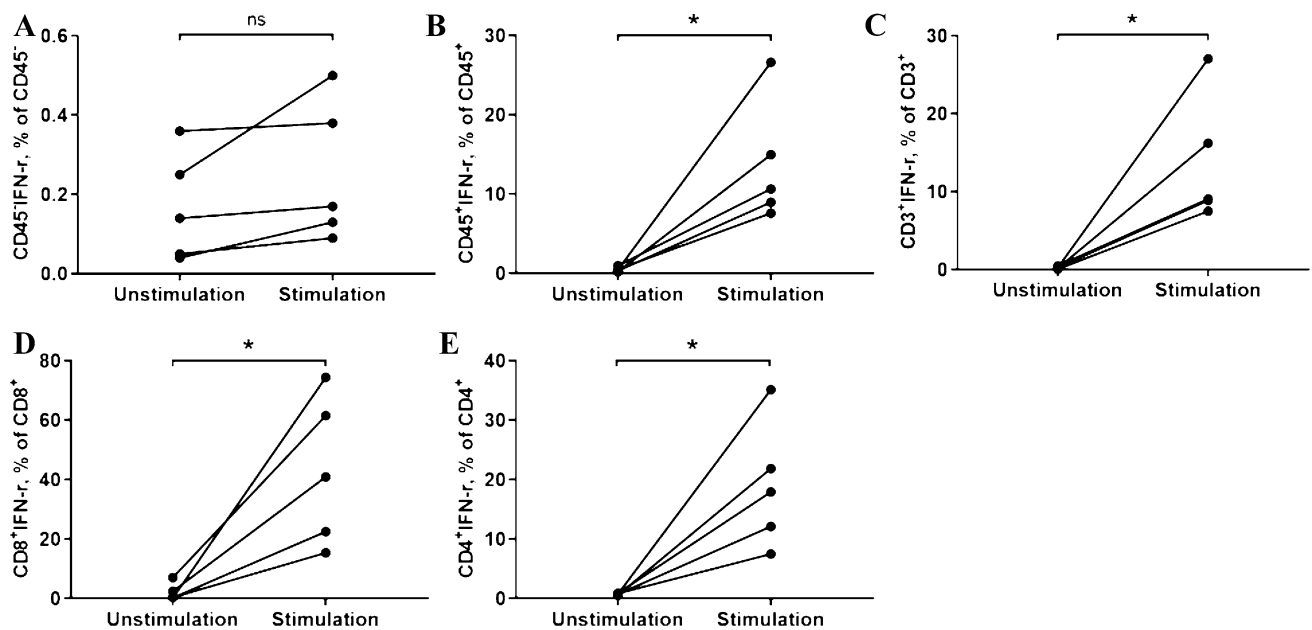 A
ns
0.6
0.4
0.2
0.0
CD45⁻IFN-r, % of CD45⁻
Unstimulation Stimulation
B
*
30
20
10
0
CD45⁺IFN-r, % of CD45⁺
Unstimulation Stimulation
C
*
30
20
10
0
CD3⁺IFN-r, % of CD3⁺
Unstimulation Stimulation
D
*
80
60
40
20
0
CD8⁺IFN-r, % of CD8⁺
Unstimulation Stimulation
E
*
40
30
20
10
0
CD4⁺IFN-r, % of CD4⁺
Unstimulation Stimulation